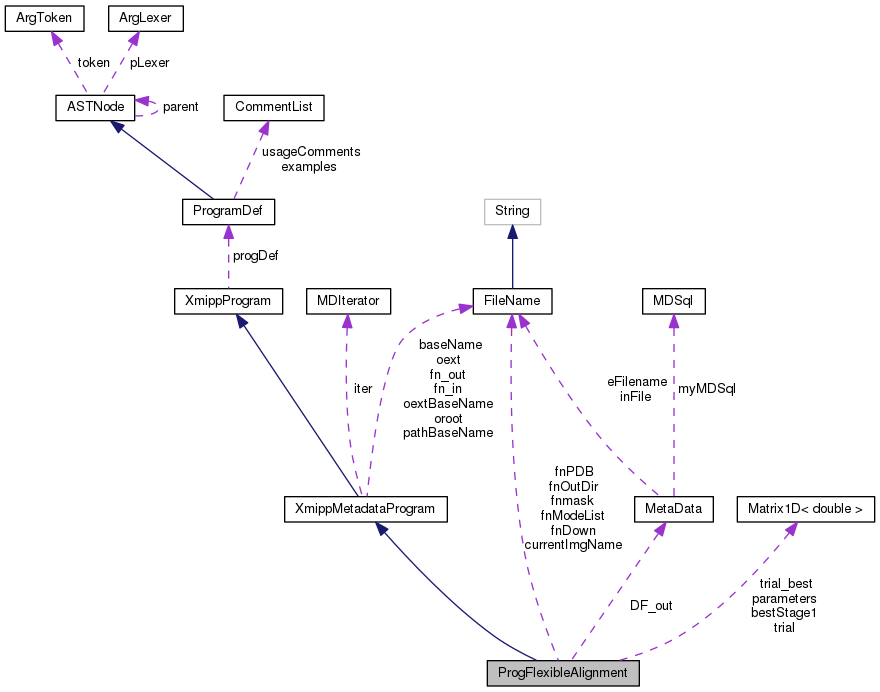 ArgToken
ArgLexer
token
pLexer
ASTNode
parent
CommentList
usageComments
examples
ProgramDef
String
progDef
XmippProgram
MDIterator
FileName
MDSql
baseName
oext
fn_out
fn_in
oextBaseName
oroot
pathBaseName
iter
eFilename
inFile
myMDSql
fnPDB
fnOutDir
fnmask
fnModeList
fnDown
currentImgName
XmippMetadataProgram
MetaData
Matrix1D< double >
DF_out
trial_best
parameters
bestStage1
trial
ProgFlexibleAlignment